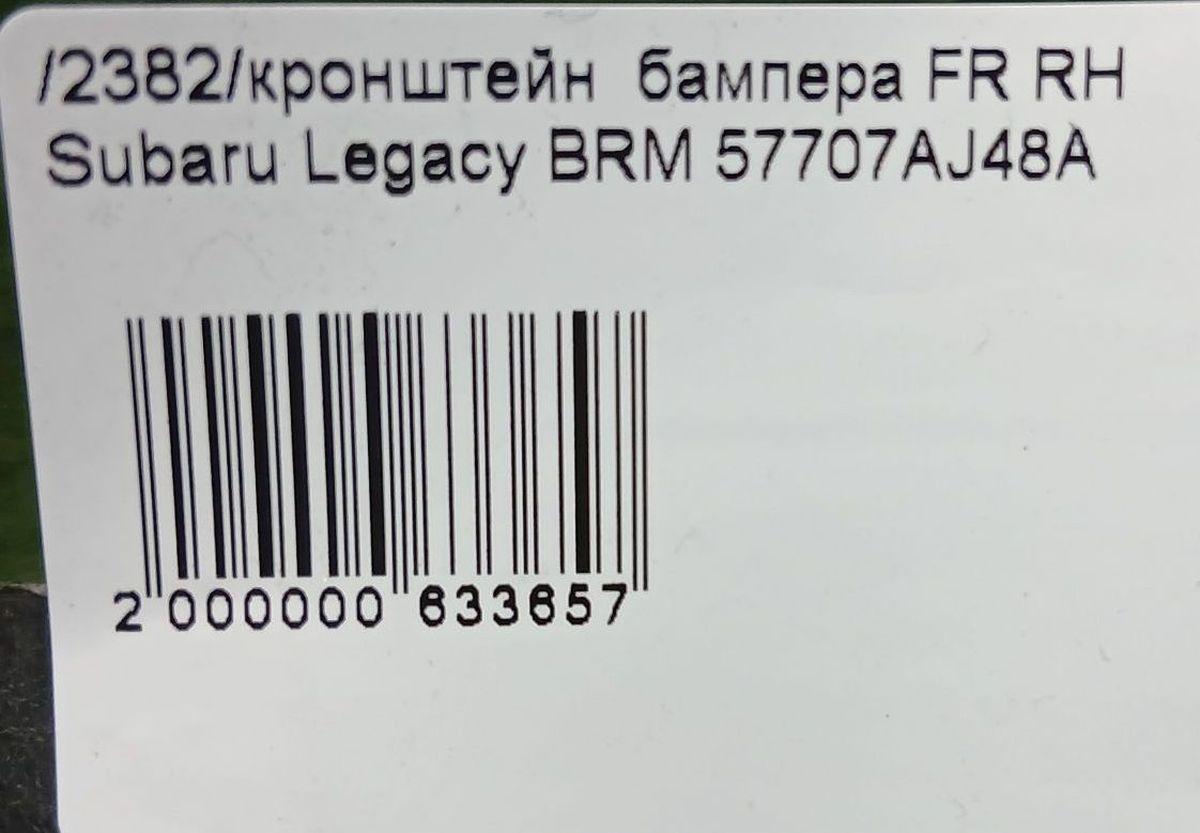 /2382/кронштейн бампера FR RH
Subaru Legacy BRM 57707AJ48A
2 000000 633657